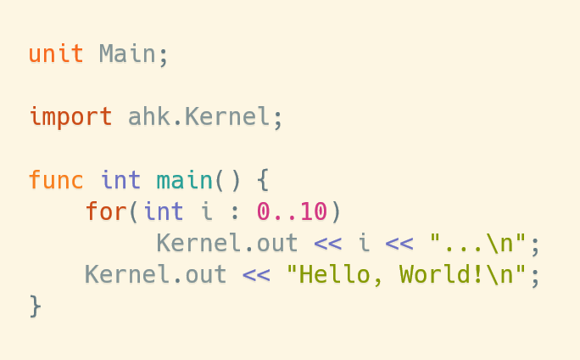 unit Main;
import ahk.Kernel;
func int main() {
    for(int i : 0..10)
         Kernel.out << i << "...\n";
    Kernel.out << "Hello, World!\n";
}